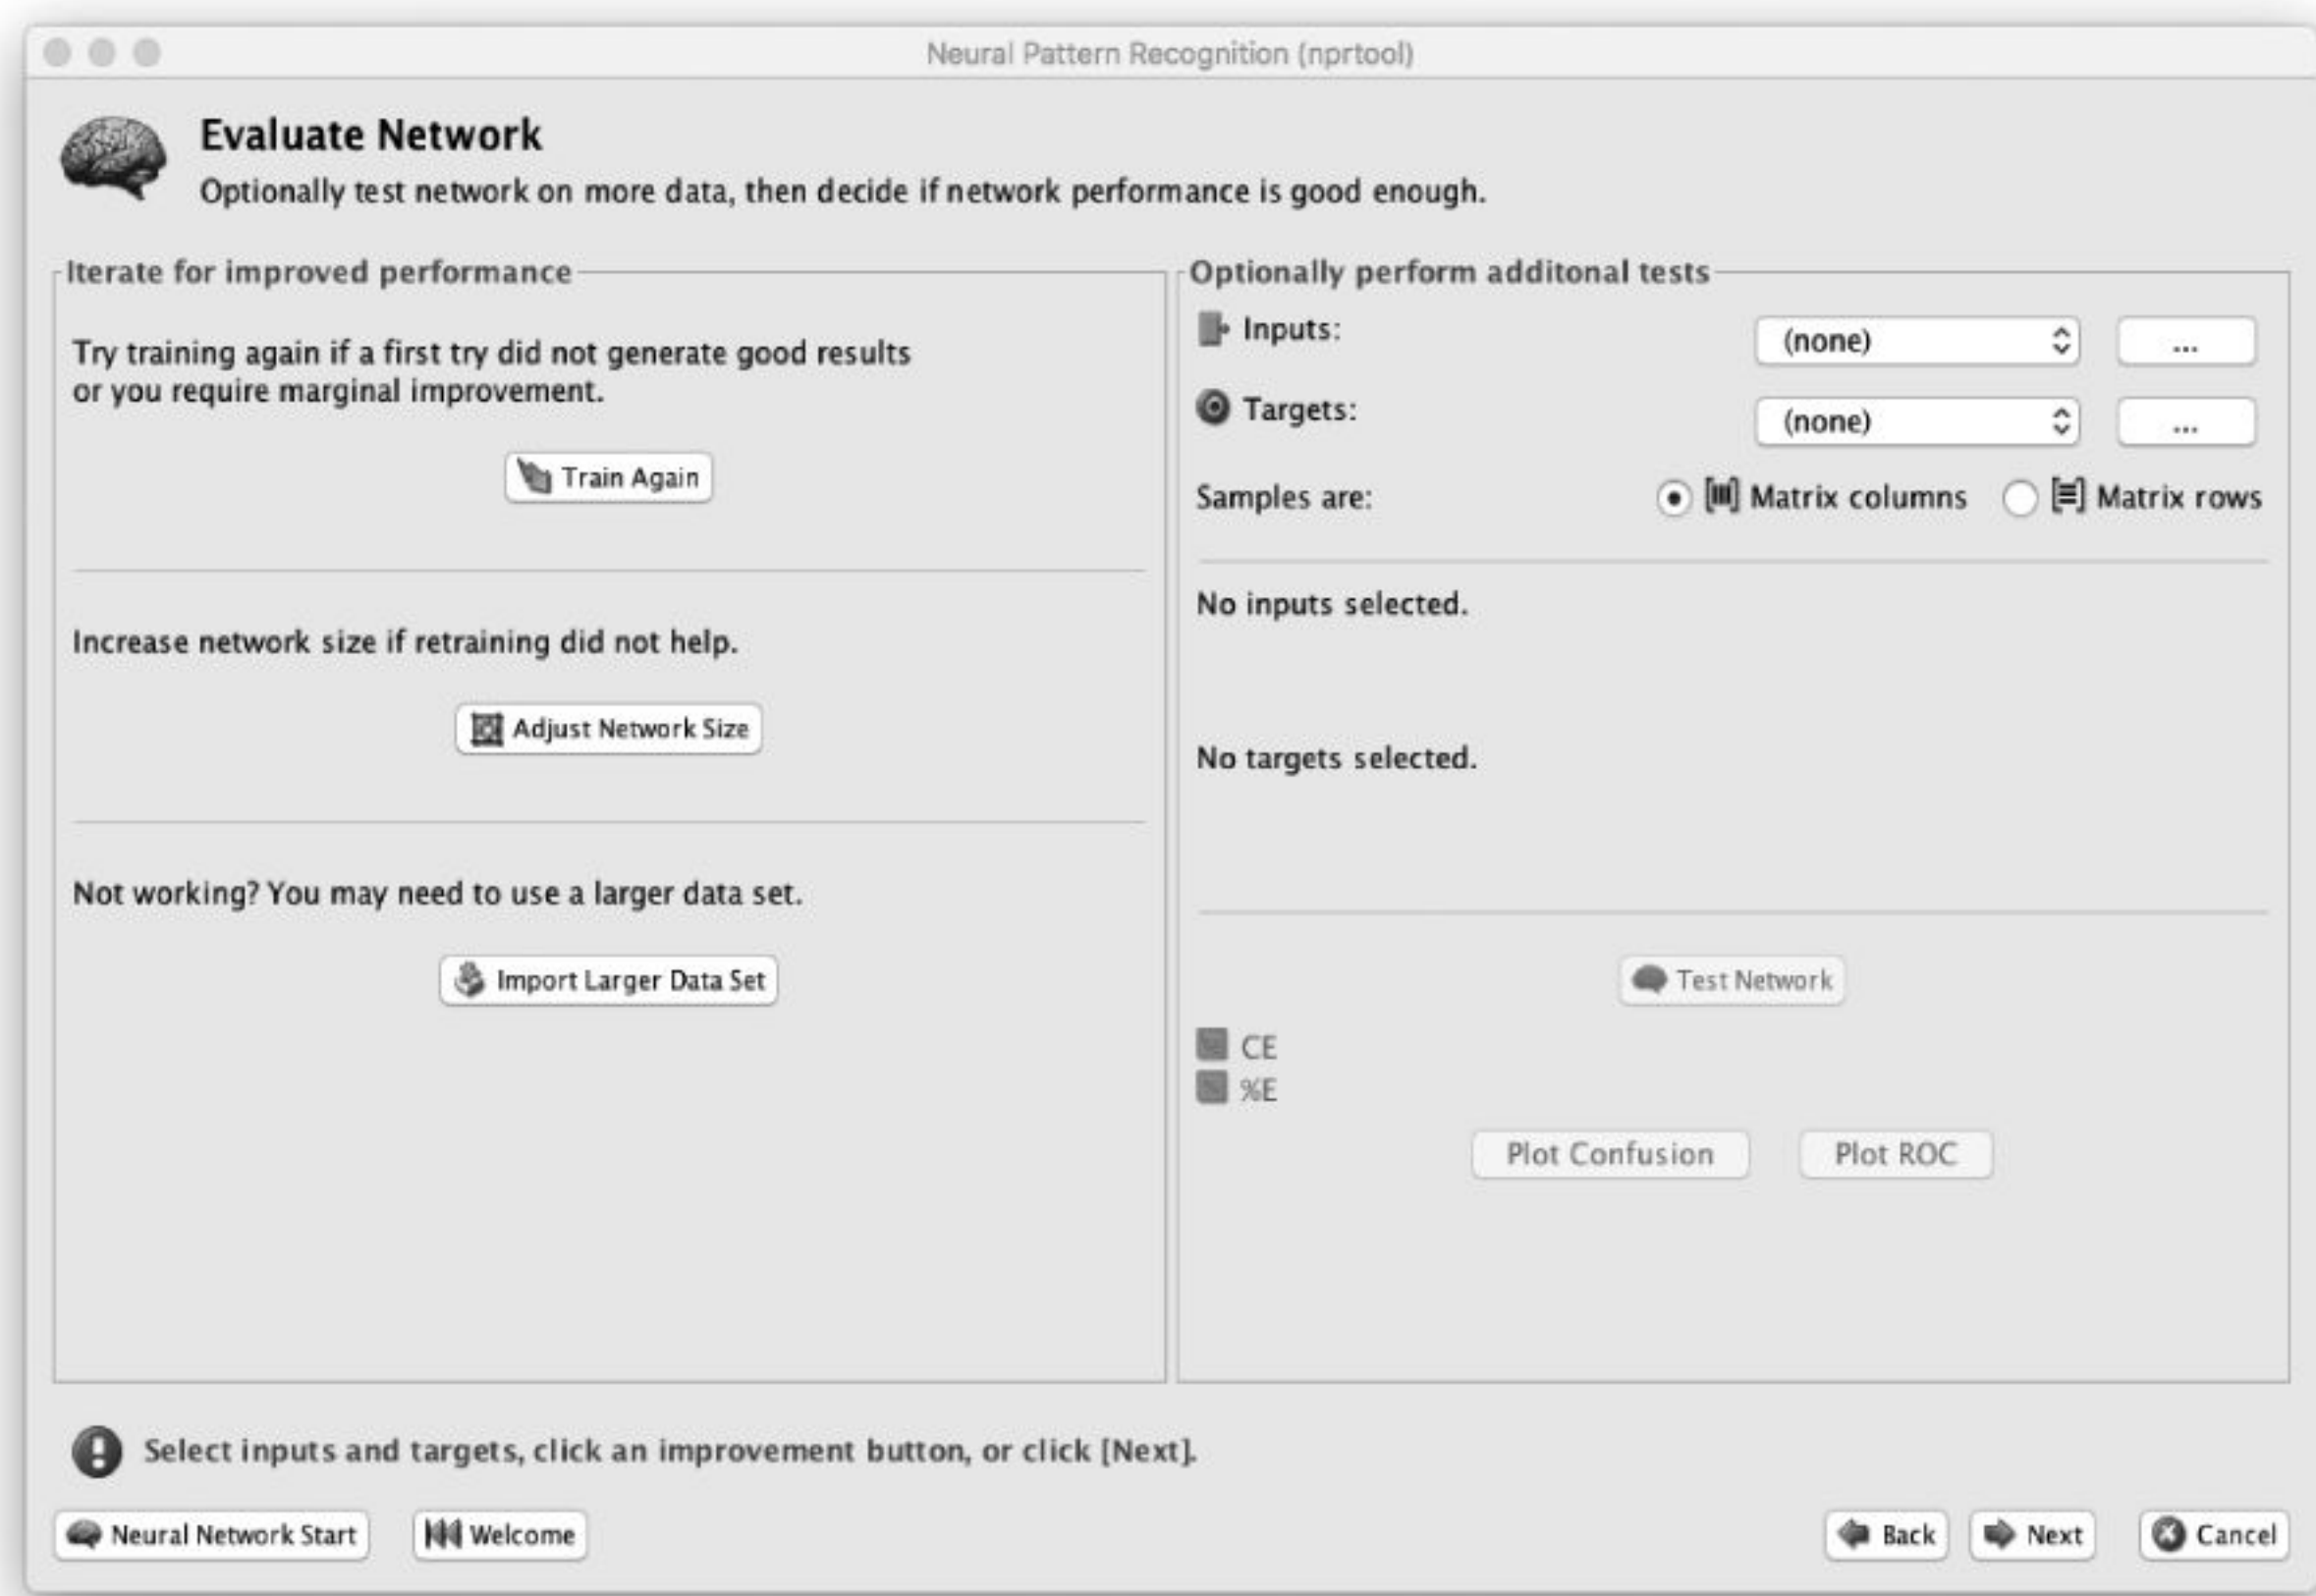 Neural Pattern Recognition (nprtool)
Evaluate Network
Optionally test network on more data, then decide if network performance is good enough.
Iterate for improved performance
Try training again if a first try did not generate good results
or you require marginal improvement.
Train Again
Increase network size if retraining did not help.
Adjust Network Size
Not working? You may need to use a larger data set.
Import Larger Data Set
Optionally perform additonal tests
Inputs: (none) ...
Targets: (none) ...
Samples are: Matrix columns Matrix rows
No inputs selected.
No targets selected.
Test Network
CE
%E
Plot Confusion Plot ROC
Select inputs and targets, click an improvement button, or click [Next].
Neural Network Start Welcome Back Next Cancel